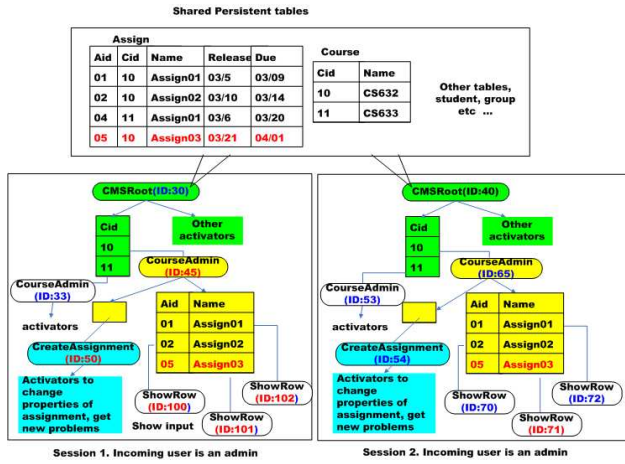 Shared Persistent tables
Assign
Aid Cid Name Release Due
01 10 Assign01 03/5 03/09
02 10 Assign02 03/10 03/14
04 11 Assign01 03/6 03/20
05 10 Assign03 03/21 04/01
Course
Cid Name
10 CS632
11 CS633
Other tables,
student, group
etc ...
CMSRoot(ID:30)
Cid
10
11
Other
activators
CourseAdmin
(ID:45)
CourseAdmin
(ID:33)
activators
Aid Name
01 Assign01
02 Assign02
05 Assign03
CreateAssignment
(ID:50)
Activators to
change
properties of
assignment, get
new problems
ShowRow
(ID:100)
Show input
ShowRow
(ID:101)
ShowRow
(ID:102)
Session 1. Incoming user is an admin
CMSRoot(ID:40)
Cid
10
11
Other
activators
CourseAdmin
(ID:65)
CourseAdmin
(ID:53)
activators
Aid Name
01 Assign01
02 Assign02
05 Assign03
CreateAssignment
(ID:54)
Activators to
change
properties of
assignment, get
new problems
ShowRow
(ID:70)
ShowRow
(ID:71)
ShowRow
(ID:72)
Session 2. Incoming user is an admin